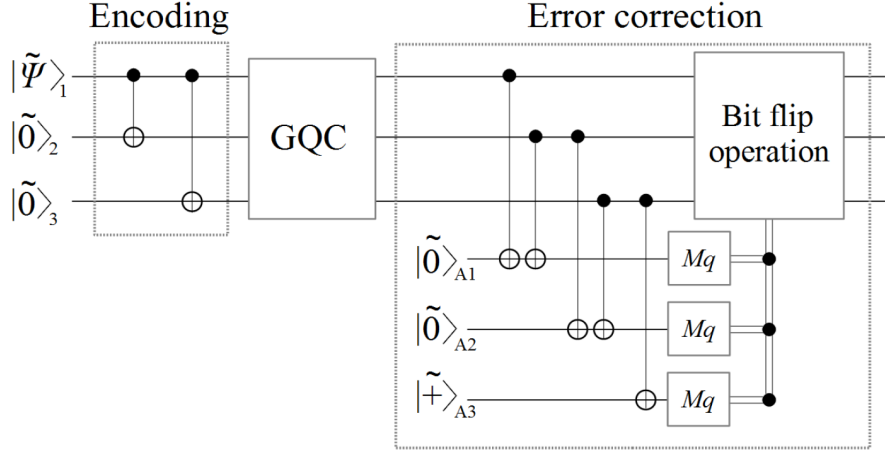 Encoding
Error correction
|Ψ̃⟩₁
|0̃⟩₂
|0̃⟩₃
GQC
Bit flip
operation
|0̃⟩A1
Mq
|0̃⟩A2
Mq
|+̃⟩A3
Mq